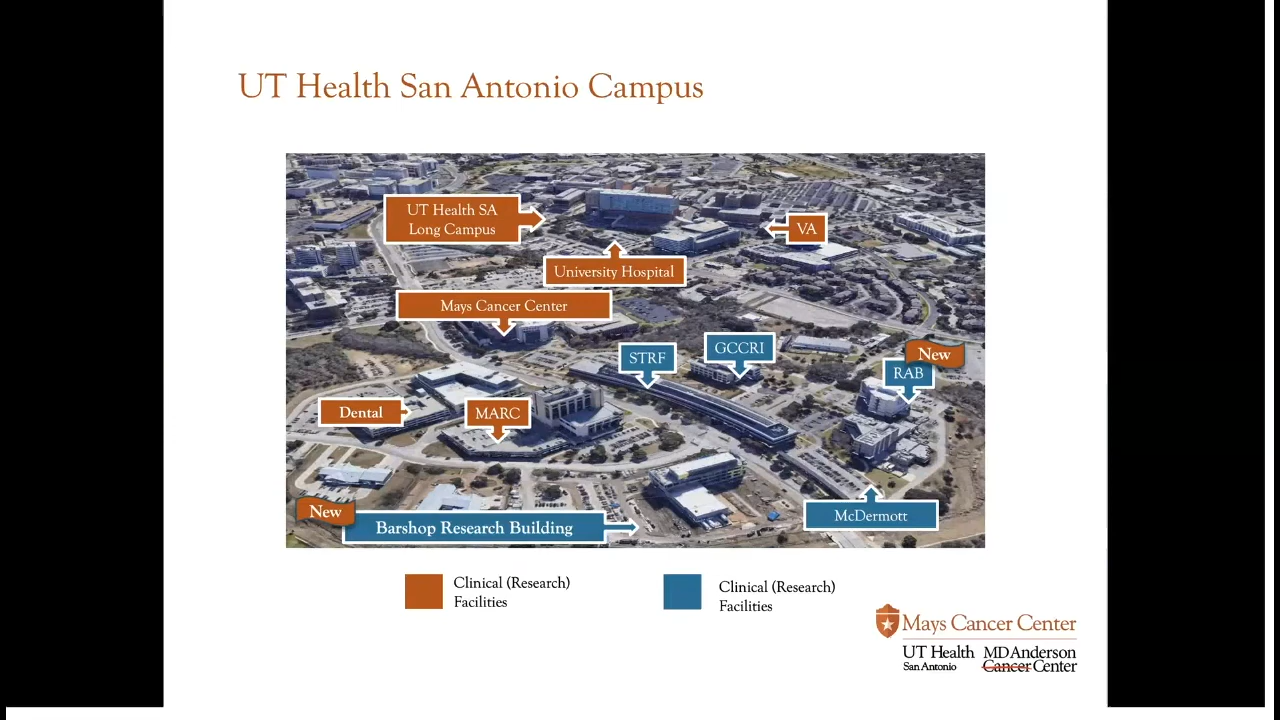 UT Health San Antonio Campus
UT Health SA
Long Campus
VA
University Hospital
Mays Cancer Center
STRF
GCCRI
New
RAB
Dental
MARC
New
Barshop Research Building
McDermott
Clinical (Research)
Facilities
Clinical (Research)
Facilities
Mays Cancer Center
UT Health
San Antonio
MD Anderson
Cancer Center